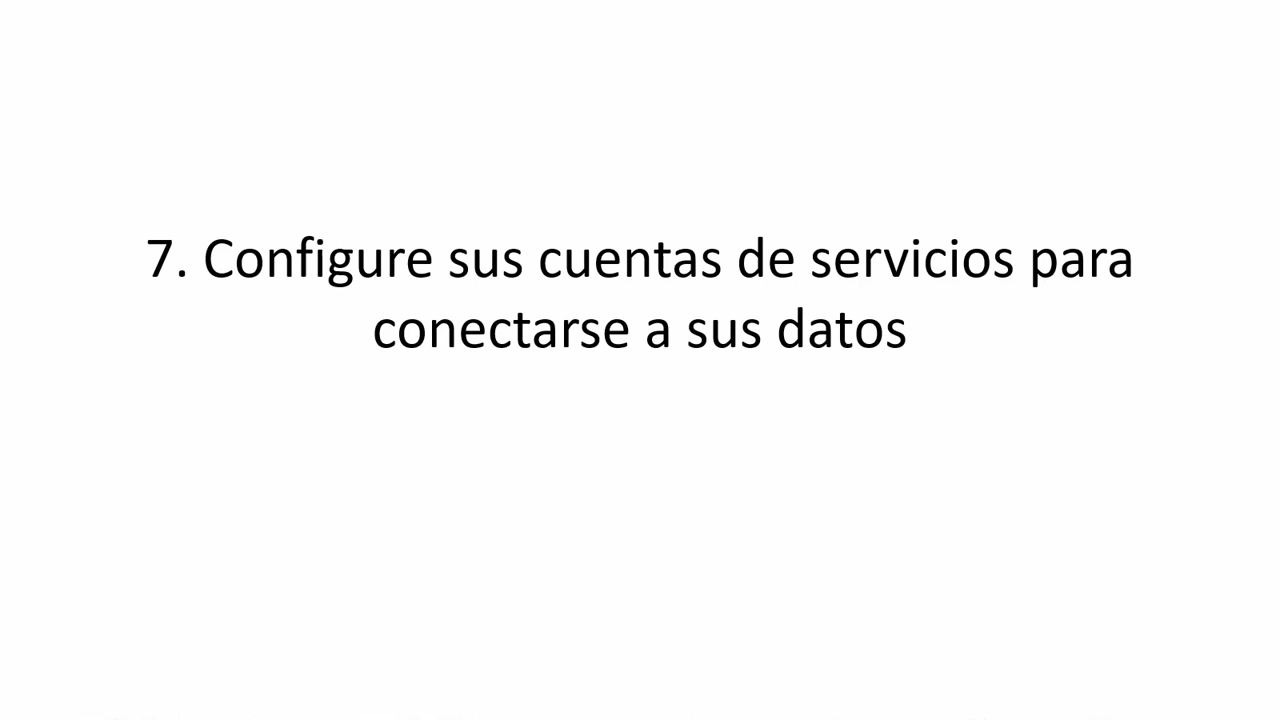 7. Configure sus cuentas de servicios para
conectarse a sus datos